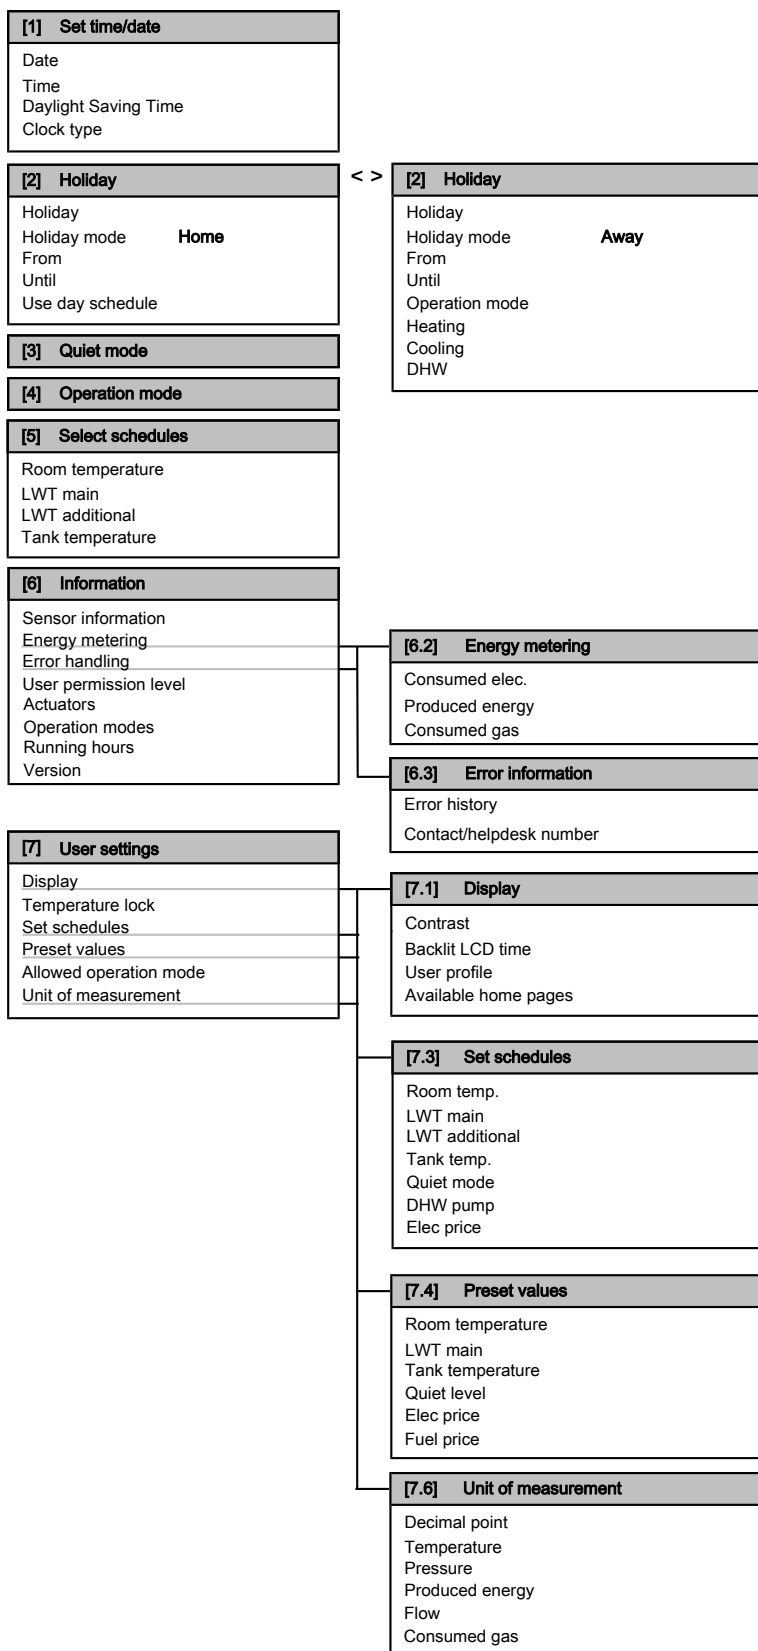 [1] Set time/date
Date
Time
Daylight Saving Time
Clock type
[2] Holiday
Holiday
Holiday mode Home
From
Until
Use day schedule
< >
[2] Holiday
Holiday
Holiday mode Away
From
Until
Operation mode
Heating
Cooling
DHW
[3] Quiet mode
[4] Operation mode
[5] Select schedules
Room temperature
LWT main
LWT additional
Tank temperature
[6] Information
Sensor information
Energy metering
Error handling
User permission level
Actuators
Operation modes
Running hours
Version
[6.2] Energy metering
Consumed elec.
Produced energy
Consumed gas
[6.3] Error information
Error history
Contact/helpdesk number
[7] User settings
Display
Temperature lock
Set schedules
Preset values
Allowed operation mode
Unit of measurement
[7.1] Display
Contrast
Backlit LCD time
User profile
Available home pages
[7.3] Set schedules
Room temp.
LWT main
LWT additional
Tank temp.
Quiet mode
DHW pump
Elec price
[7.4] Preset values
Room temperature
LWT main
Tank temperature
Quiet level
Elec price
Fuel price
[7.6] Unit of measurement
Decimal point
Temperature
Pressure
Produced energy
Flow
Consumed gas